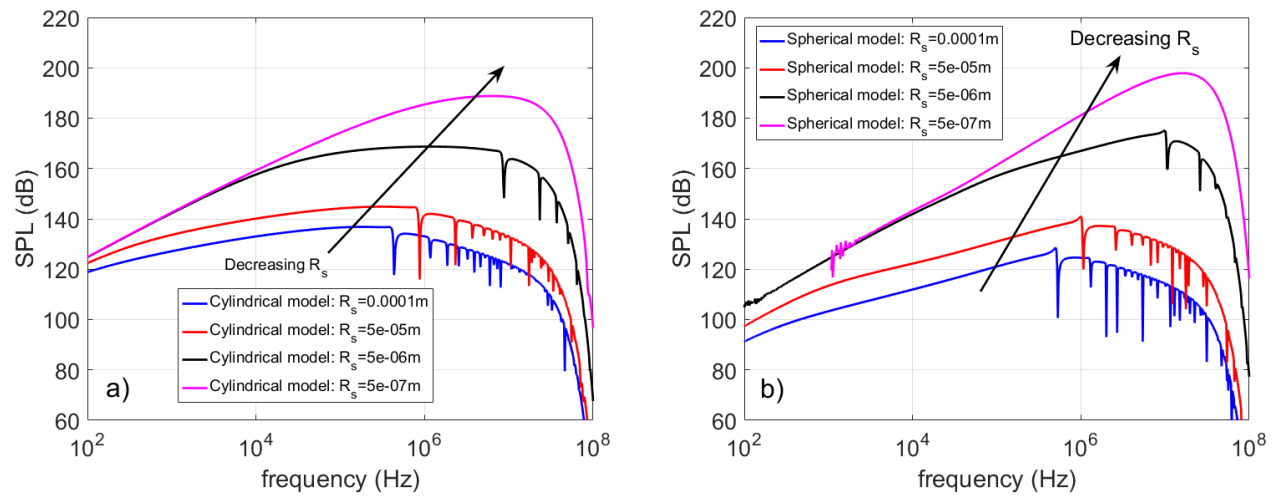 220
200
180
160
140
120
100
80
60
SPL (dB)
Decreasing R_s
Cylindrical model: R_s=0.0001m
Cylindrical model: R_s=5e-05m
Cylindrical model: R_s=5e-06m
Cylindrical model: R_s=5e-07m
a)
10^2
10^4
10^6
10^8
frequency (Hz)
220
200
180
160
140
120
100
80
60
SPL (dB)
Spherical model: R_s=0.0001m
Spherical model: R_s=5e-05m
Spherical model: R_s=5e-06m
Spherical model: R_s=5e-07m
Decreasing R_s
b)
10^2
10^4
10^6
10^8
frequency (Hz)